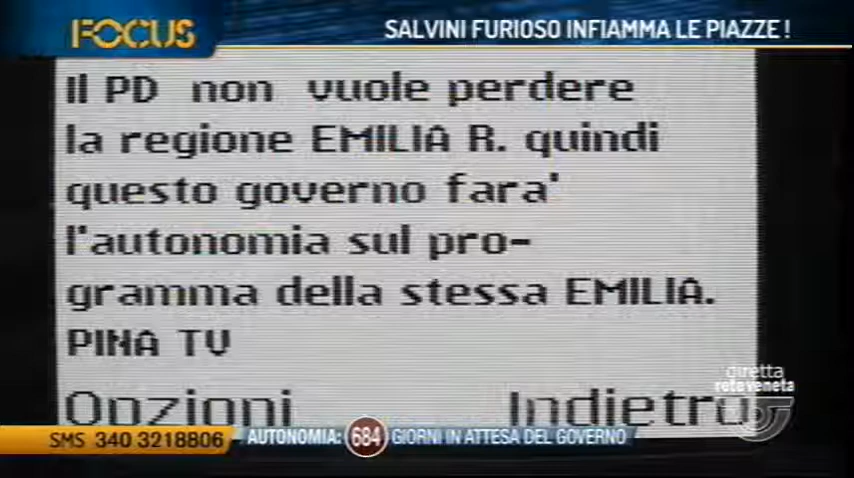 FOCUS
SALVINI FURIOSO INFIAMMA LE PIAZZE !
Il PD non vuole perdere
la regione EMILIA R. quindi
questo governo fara'
l'autonomia sul pro-
gramma della stessa EMILIA.
PINA TV
Opzioni Indietro
diretta
reteveneta
SMS 340 3218806
AUTONOMIA: 684 GIORNI IN ATTESA DEL GOVERNO